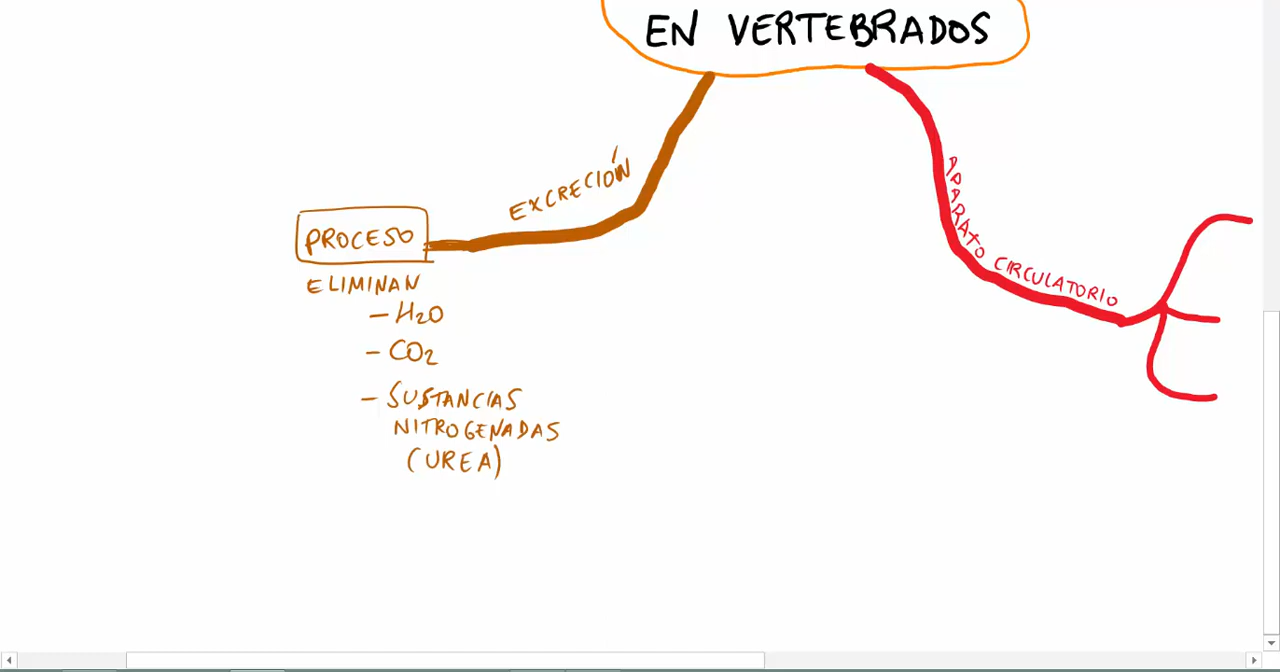 EN VERTEBRADOS
EXCRECIÓN
PROCESO
ELIMINAN
- H2O
- CO2
- SUSTANCIAS
NITROGENADAS
(UREA)
APARATO CIRCULATORIO